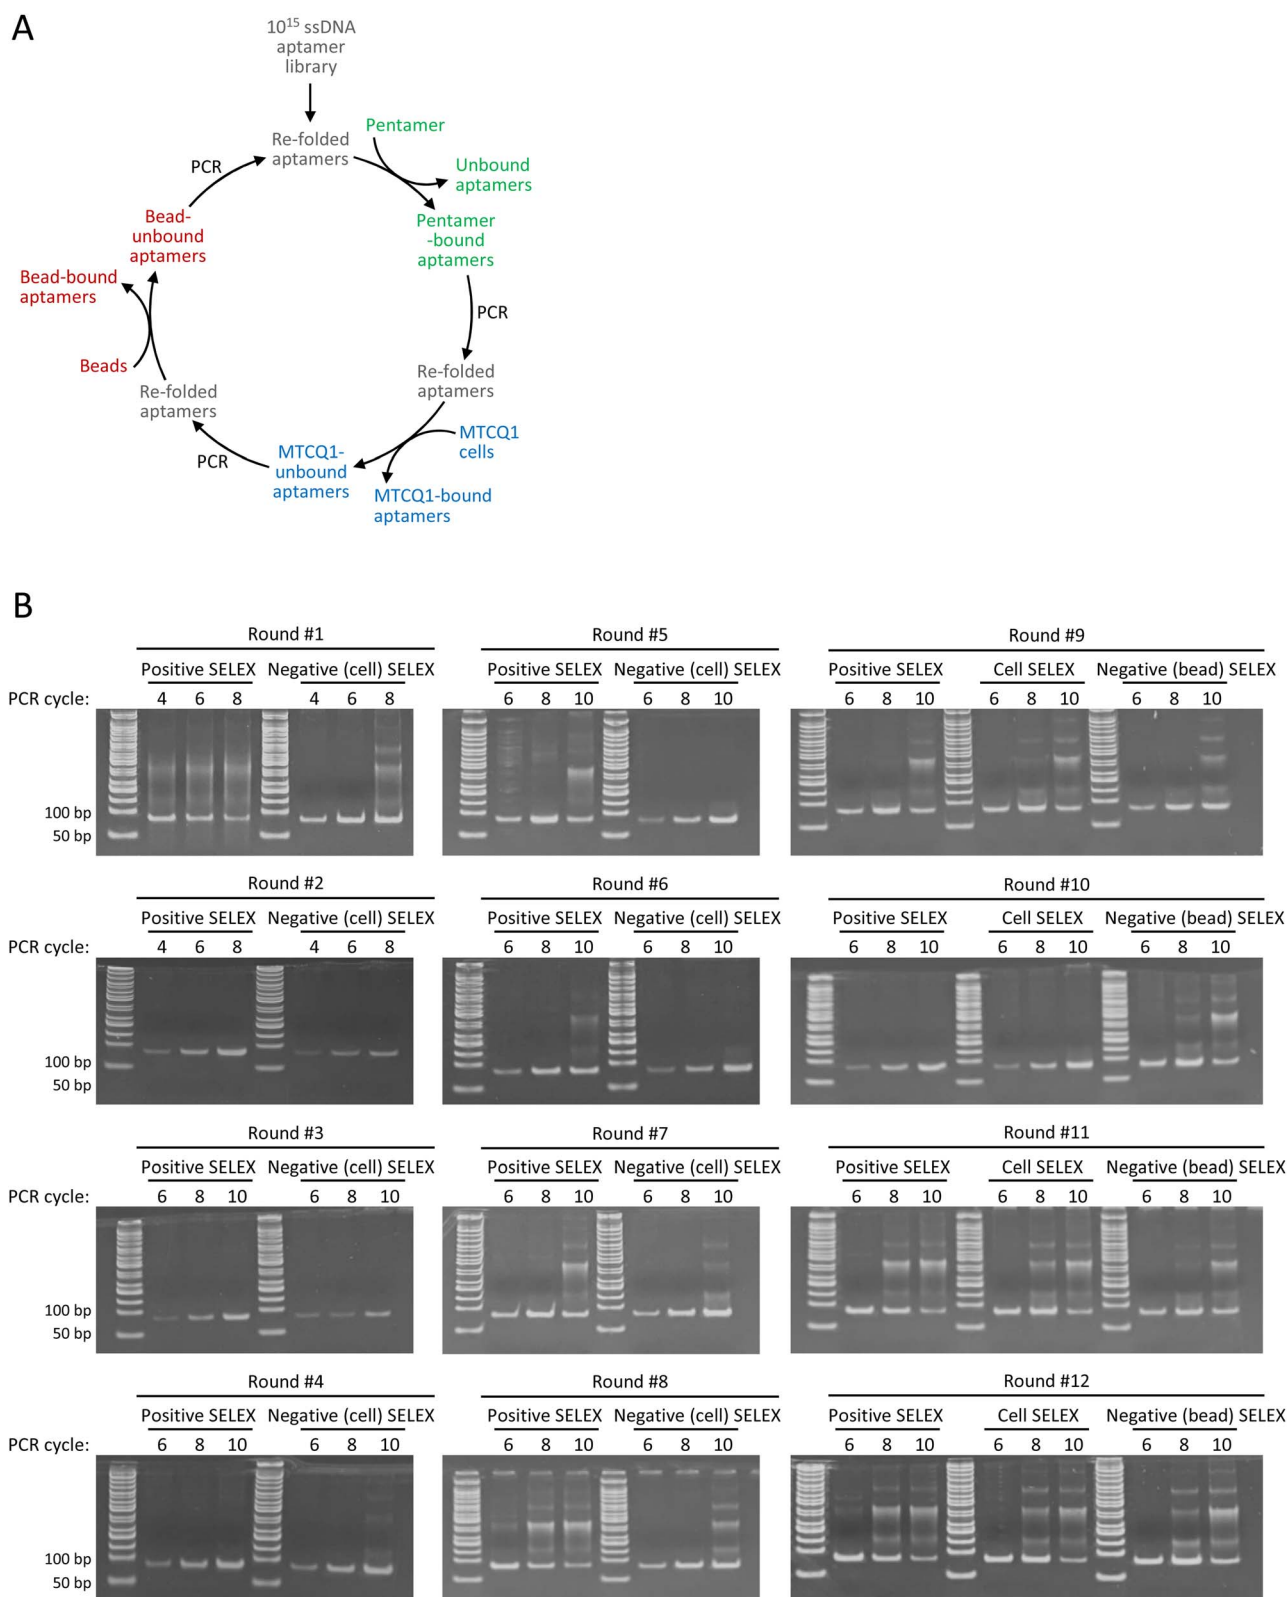 A
10¹⁵ ssDNA
aptamer
library
Re-folded
aptamers
Pentamer
Unbound
aptamers
Pentamer
-bound
aptamers
PCR
Re-folded
aptamers
MTCQ1
cells
MTCQ1-bound
aptamers
MTCQ1-
unbound
aptamers
PCR
Re-folded
aptamers
Beads
Bead-bound
aptamers
Bead-
unbound
aptamers
PCR
B
Round #1
Positive SELEX Negative (cell) SELEX
PCR cycle: 4 6 8 4 6 8
100 bp
50 bp
Round #5
Positive SELEX Negative (cell) SELEX
6 8 10 6 8 10
Round #9
Positive SELEX Cell SELEX Negative (bead) SELEX
6 8 10 6 8 10 6 8 10
Round #2
Positive SELEX Negative (cell) SELEX
PCR cycle: 4 6 8 4 6 8
100 bp
50 bp
Round #6
Positive SELEX Negative (cell) SELEX
6 8 10 6 8 10
Round #10
Positive SELEX Cell SELEX Negative (bead) SELEX
6 8 10 6 8 10 6 8 10
Round #3
Positive SELEX Negative (cell) SELEX
PCR cycle: 6 8 10 6 8 10
100 bp
50 bp
Round #7
Positive SELEX Negative (cell) SELEX
6 8 10 6 8 10
Round #11
Positive SELEX Cell SELEX Negative (bead) SELEX
6 8 10 6 8 10 6 8 10
Round #4
Positive SELEX Negative (cell) SELEX
PCR cycle: 6 8 10 6 8 10
100 bp
50 bp
Round #8
Positive SELEX Negative (cell) SELEX
6 8 10 6 8 10
Round #12
Positive SELEX Cell SELEX Negative (bead) SELEX
6 8 10 6 8 10 6 8 10